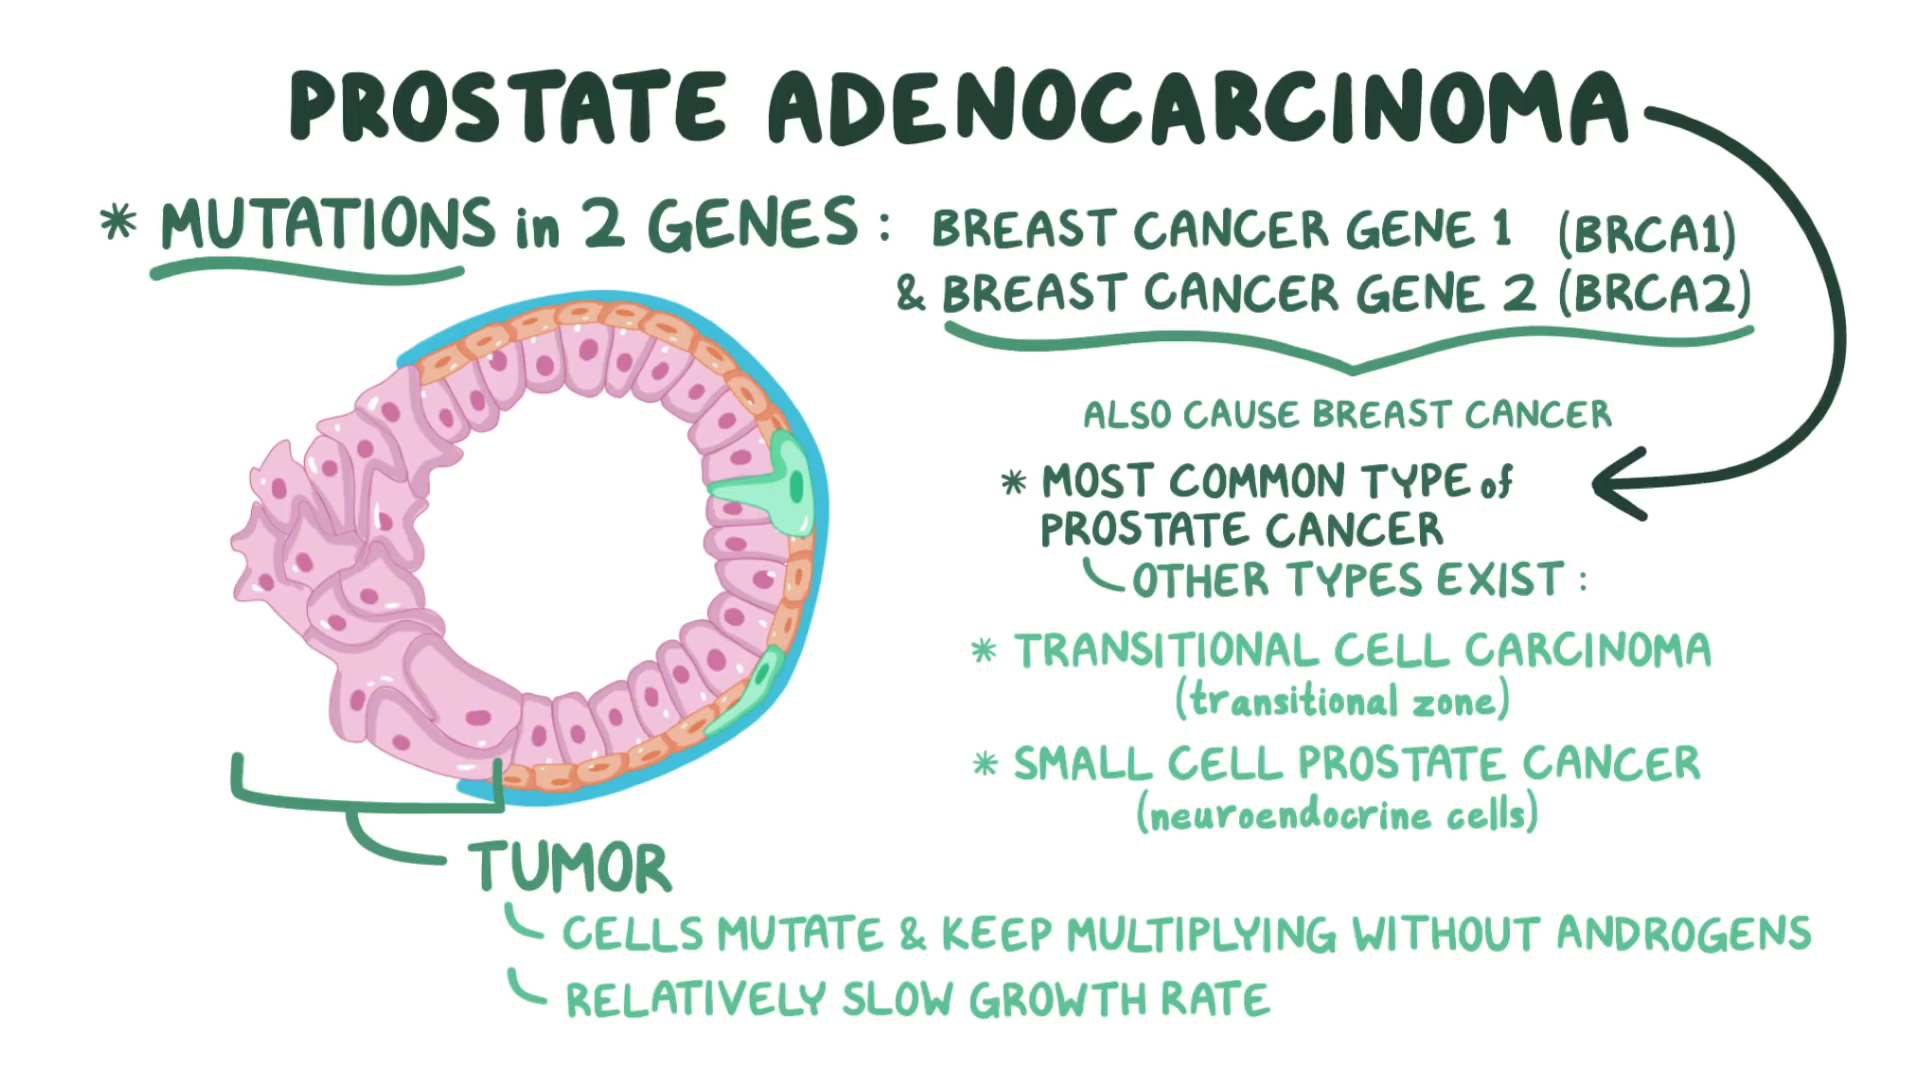 PROSTATE ADENOCARCINOMA
* MUTATIONS in 2 GENES : BREAST CANCER GENE 1 (BRCA1)
& BREAST CANCER GENE 2 (BRCA2)
ALSO CAUSE BREAST CANCER
* MOST COMMON TYPE of
PROSTATE CANCER
OTHER TYPES EXIST :
* TRANSITIONAL CELL CARCINOMA
(transitional zone)
* SMALL CELL PROSTATE CANCER
(neuroendocrine cells)
TUMOR
CELLS MUTATE & KEEP MULTIPLYING WITHOUT ANDROGENS
RELATIVELY SLOW GROWTH RATE